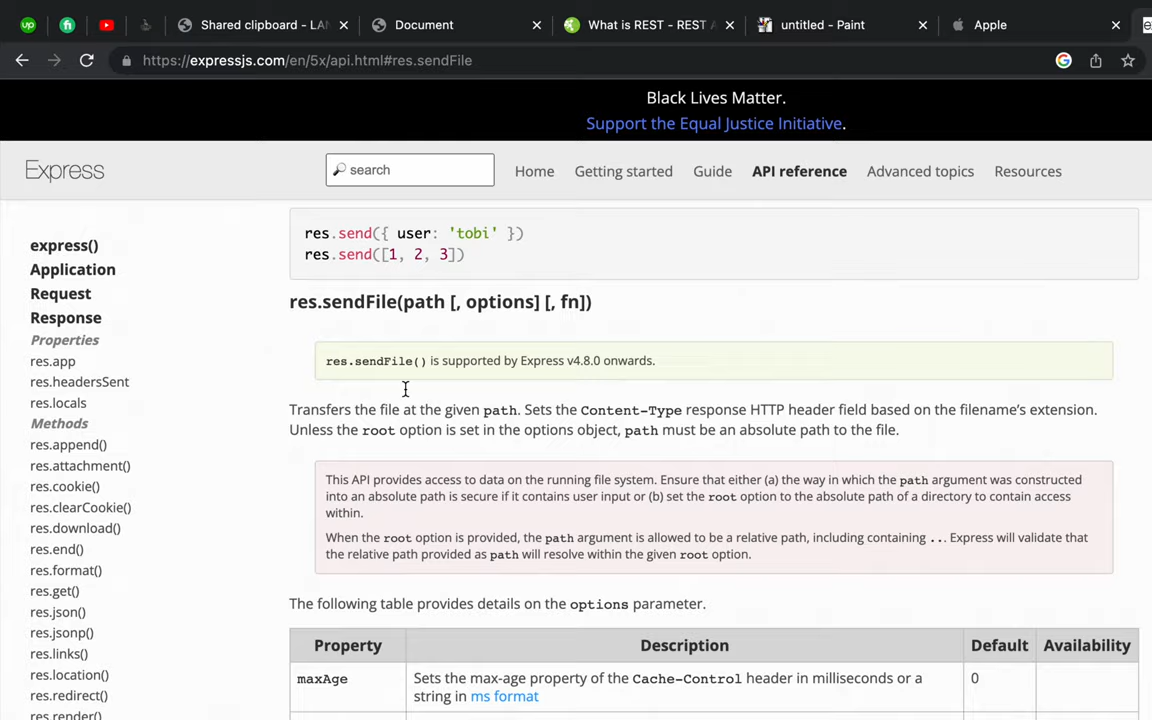 Shared clipboard - LAN
Document
What is REST - REST A
untitled - Paint
Apple
https://expressjs.com/en/5x/api.html#res.sendFile
Black Lives Matter.
Support the Equal Justice Initiative.
Express
search
Home
Getting started
Guide
API reference
Advanced topics
Resources
express()
Application
Request
Response
Properties
res.app
res.headersSent
res.locals
Methods
res.append()
res.attachment()
res.cookie()
res.clearCookie()
res.download()
res.end()
res.format()
res.get()
res.json()
res.jsonp()
res.links()
res.location()
res.redirect()
res.render()
res.send({ user: 'tobi' })
res.send([1, 2, 3])
res.sendFile(path [, options] [, fn])
res.sendFile() is supported by Express v4.8.0 onwards.
Transfers the file at the given path. Sets the Content-Type response HTTP header field based on the filename’s extension.
Unless the root option is set in the options object, path must be an absolute path to the file.
This API provides access to data on the running file system. Ensure that either (a) the way in which the path argument was constructed
into an absolute path is secure if it contains user input or (b) set the root option to the absolute path of a directory to contain access
within.
When the root option is provided, the path argument is allowed to be a relative path, including containing ... Express will validate that
the relative path provided as path will resolve within the given root option.
The following table provides details on the options parameter.
Property
Description
Default
Availability
maxAge
Sets the max-age property of the Cache-Control header in milliseconds or a
string in ms format
0